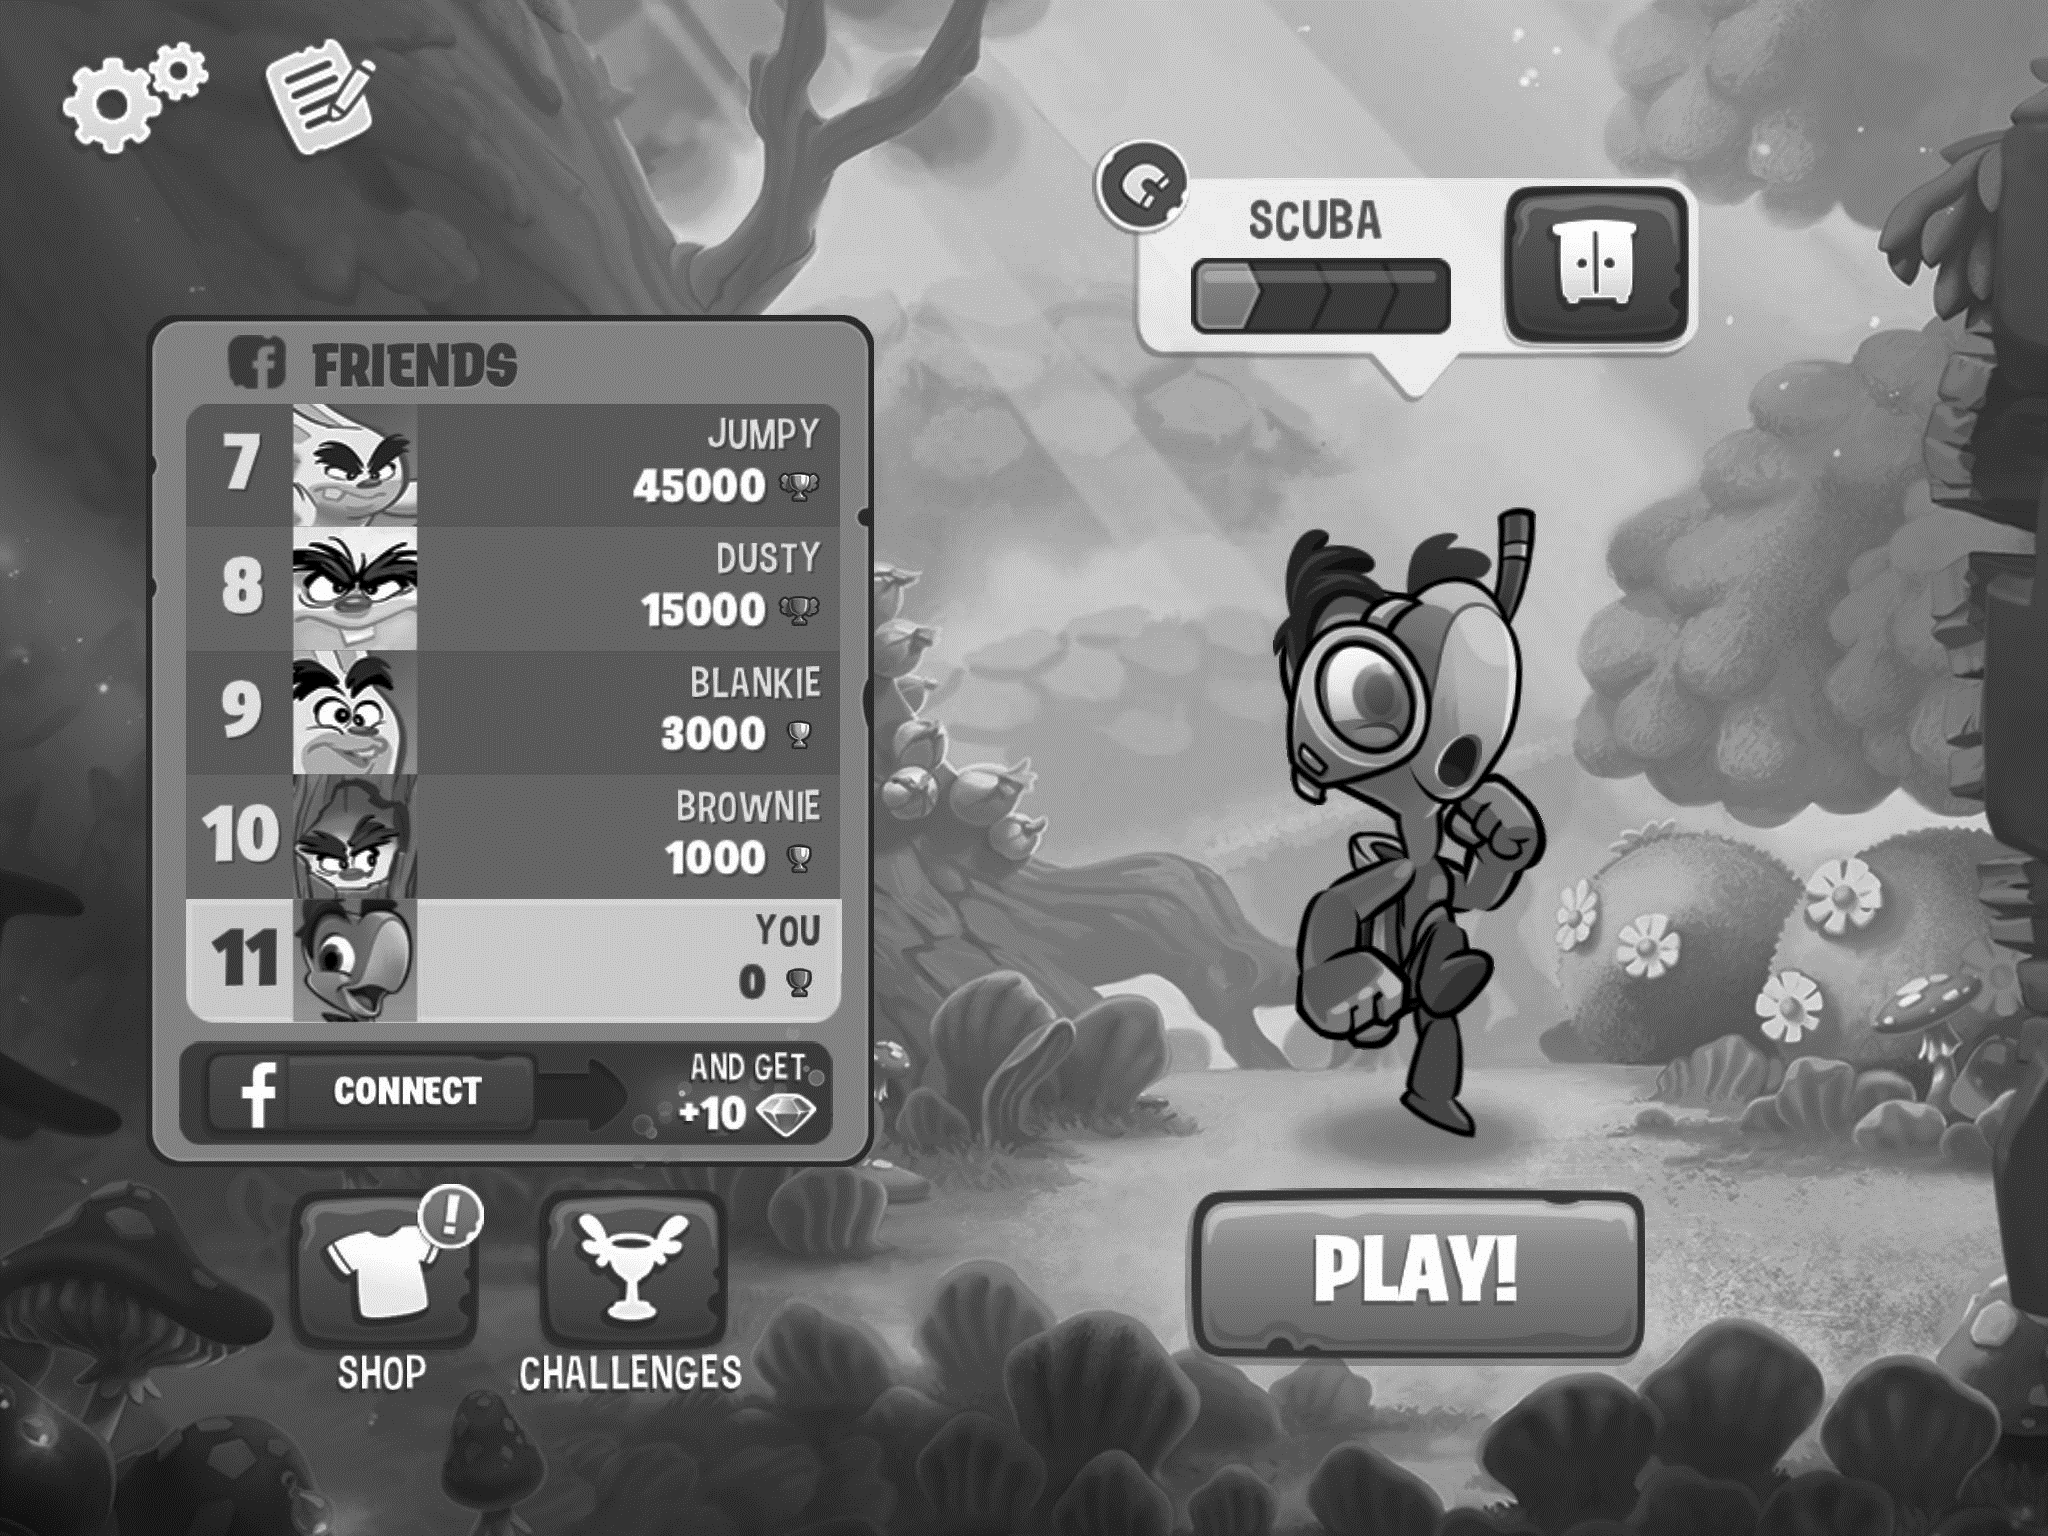 SCUBA
FRIENDS
7
JUMPY
45000
8
DUSTY
15000
9
BLANKIE
3000
10
BROWNIE
1000
11
YOU
0
CONNECT
AND GET
+10
!
SHOP
CHALLENGES
PLAY!